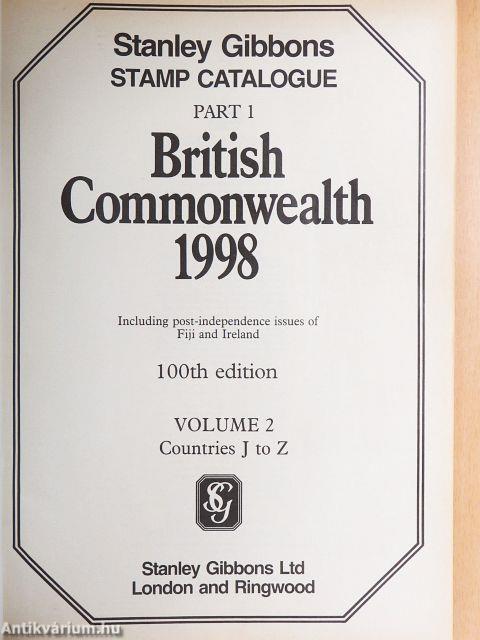 Stanley Gibbons
STAMP CATALOGUE
PART 1
British
Commonwealth
1998
Including post-independence issues of
Fiji and Ireland
100th edition
VOLUME 2
Countries J to Z
SG
Stanley Gibbons Ltd
London and Ringwood
Antikvárium.hu